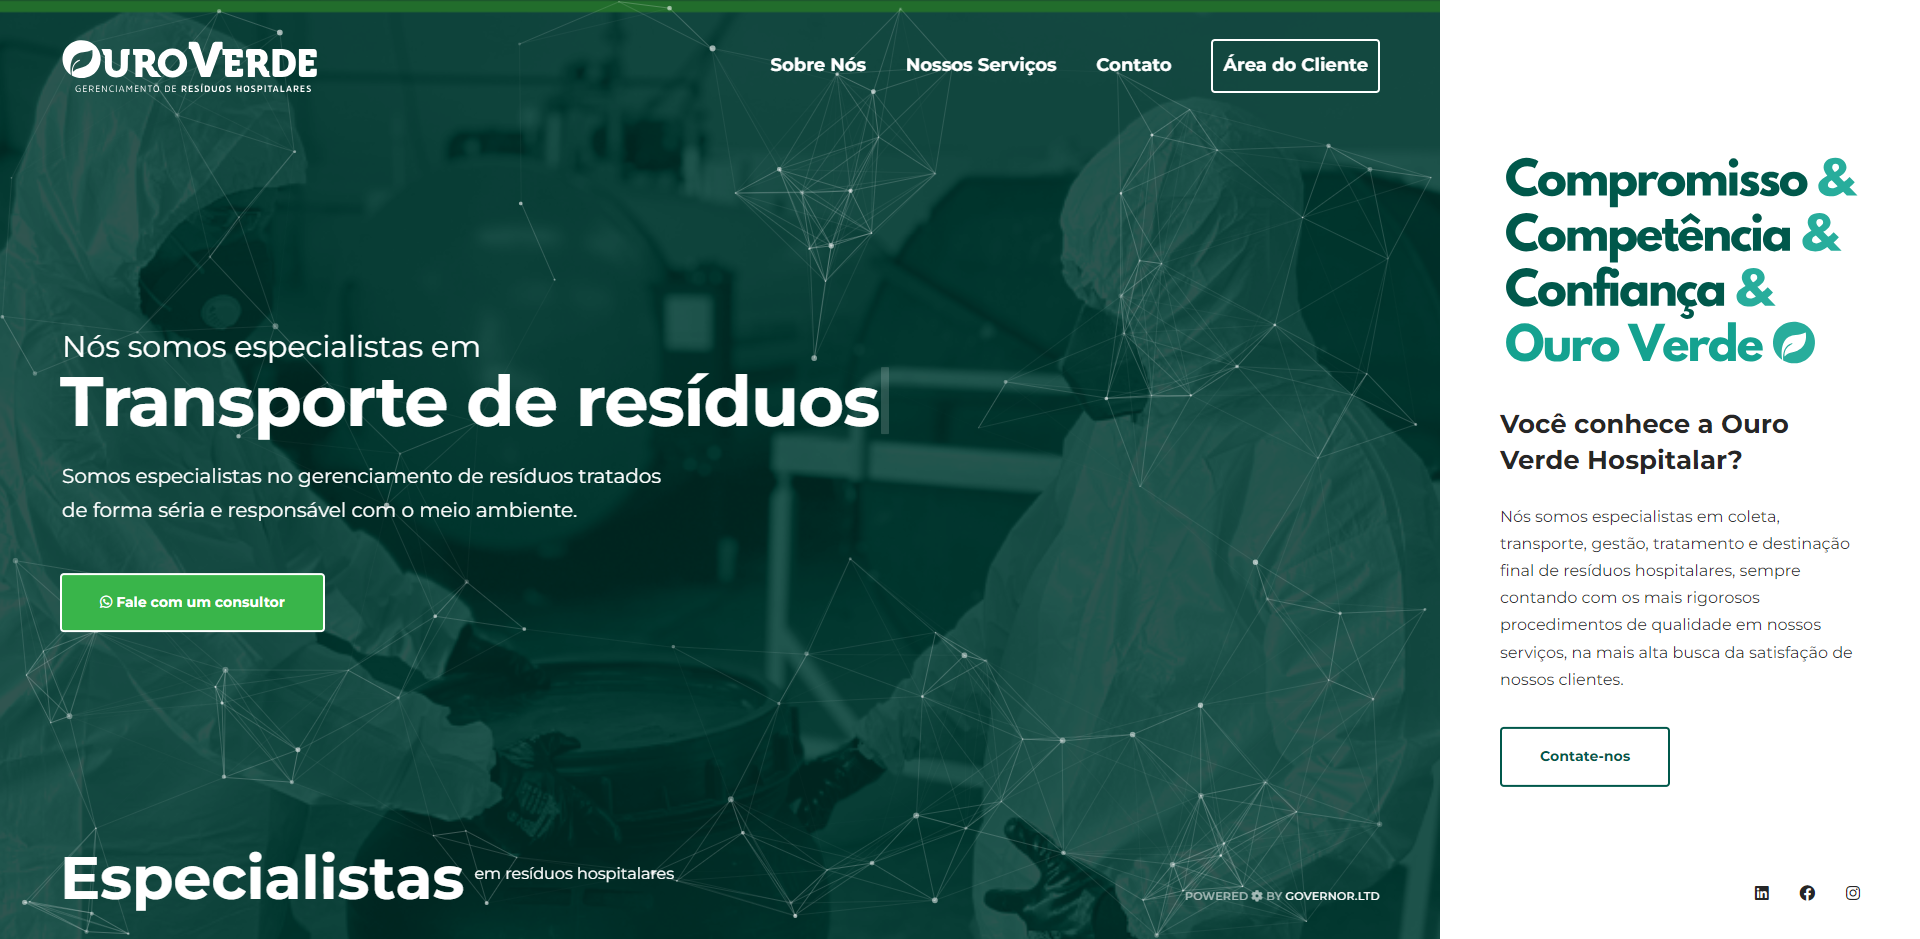 OUROVERDE
GERENCIAMENTO DE RESÍDUOS HOSPITALARES
Sobre Nós
Nossos Serviços
Contato
Área do Cliente
Nós somos especialistas em
Transporte de resíduos
Somos especialistas no gerenciamento de resíduos tratados
de forma séria e responsável com o meio ambiente.
Fale com um consultor
Especialistas em resíduos hospitalares
POWERED BY GOVERNOR.LTD
Compromisso &
Competência &
Confiança &
Ouro Verde
Você conhece a Ouro
Verde Hospitalar?
Nós somos especialistas em coleta,
transporte, gestão, tratamento e destinação
final de resíduos hospitalares, sempre
contando com os mais rigorosos
procedimentos de qualidade em nossos
serviços, na mais alta busca da satisfação de
nossos clientes.
Contate-nos